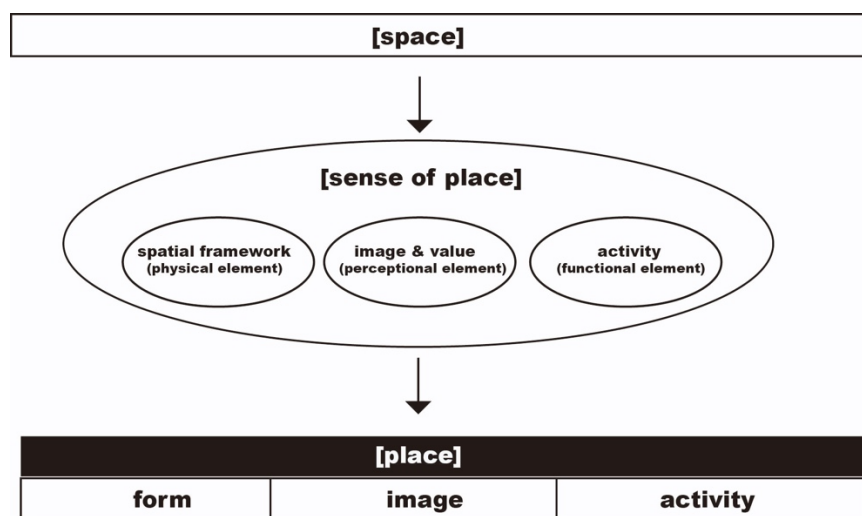 [space]
[sense of place]
spatial framework
(physical element)
image & value
(perceptional element)
activity
(functional element)
[place]
form
image
activity